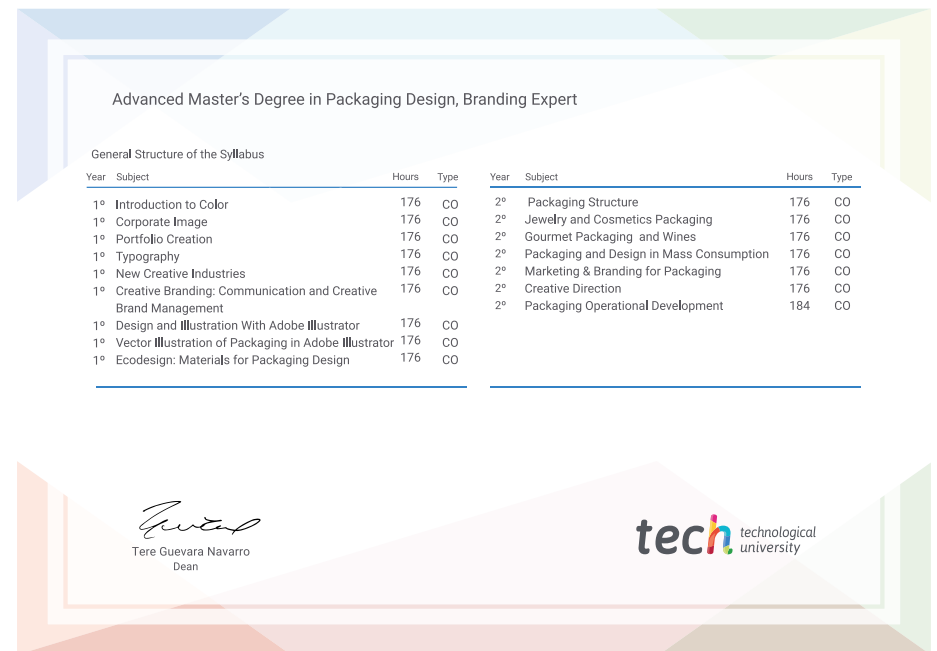 Advanced Master’s Degree in Packaging Design, Branding Expert
General Structure of the Syllabus
Year Subject Hours Type
1º Introduction to Color 176 CO
1º Corporate Image 176 CO
1º Portfolio Creation 176 CO
1º Typography 176 CO
1º New Creative Industries 176 CO
1º Creative Branding: Communication and Creative 176 CO
Brand Management
1º Design and Illustration With Adobe Illustrator 176 CO
1º Vector Illustration of Packaging in Adobe Illustrator 176 CO
1º Ecodesign: Materials for Packaging Design 176 CO
Year Subject Hours Type
2º Packaging Structure 176 CO
2º Jewelry and Cosmetics Packaging 176 CO
2º Gourmet Packaging and Wines 176 CO
2º Packaging and Design in Mass Consumption 176 CO
2º Marketing & Branding for Packaging 176 CO
2º Creative Direction 176 CO
2º Packaging Operational Development 184 CO
Tere Guevara Navarro
Dean
tech technological
university